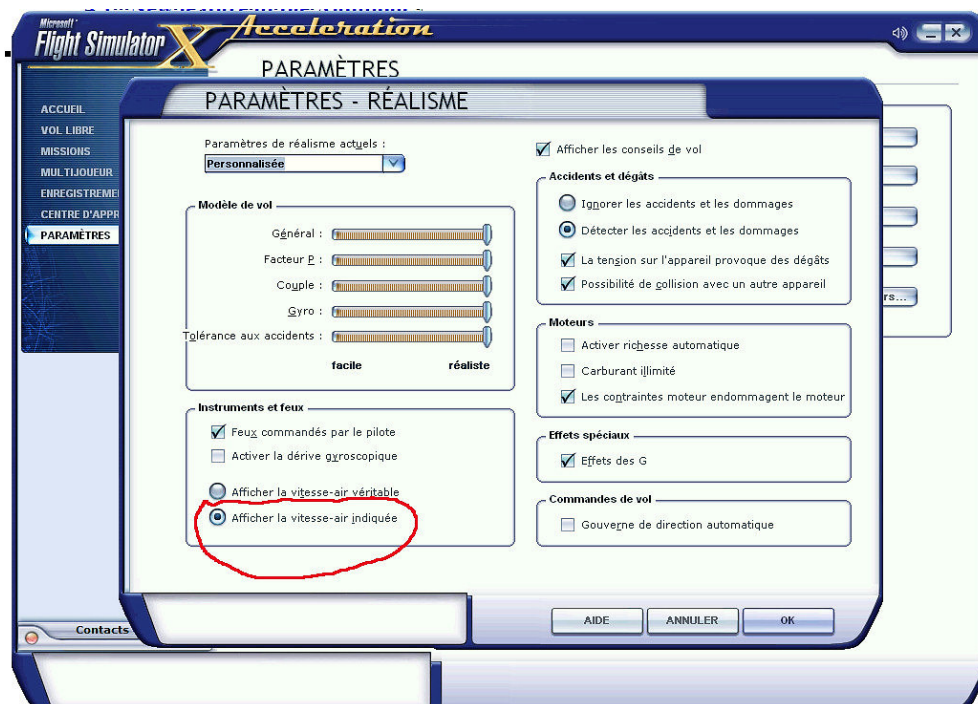 Microsoft
Flight Simulator X Acceleration
PARAMÈTRES
PARAMÈTRES - RÉALISME
ACCUEIL
VOL LIBRE
MISSIONS
MULTIJOUEUR
ENREGISTREME
CENTRE D'APPR
PARAMÈTRES
Paramètres de réalisme actuels :
Personnalisée
Modèle de vol
Général :
Facteur P :
Couple :
Gyro :
Tolérance aux accidents :
facile réaliste
Instruments et feux
Feux commandés par le pilote
Activer la dérive gyroscopique
Afficher la vitesse-air véritable
Afficher la vitesse-air indiquée
Afficher les conseils de vol
Accidents et dégâts
Ignorer les accidents et les dommages
Détecter les accidents et les dommages
La tension sur l'appareil provoque des dégâts
Possibilité de collision avec un autre appareil
Moteurs
Activer richesse automatique
Carburant illimité
Les contraintes moteur endommagent le moteur
Effets spéciaux
Effets des G
Commandes de vol
Gouverne de direction automatique
rs...
Contacts
AIDE ANNULER OK